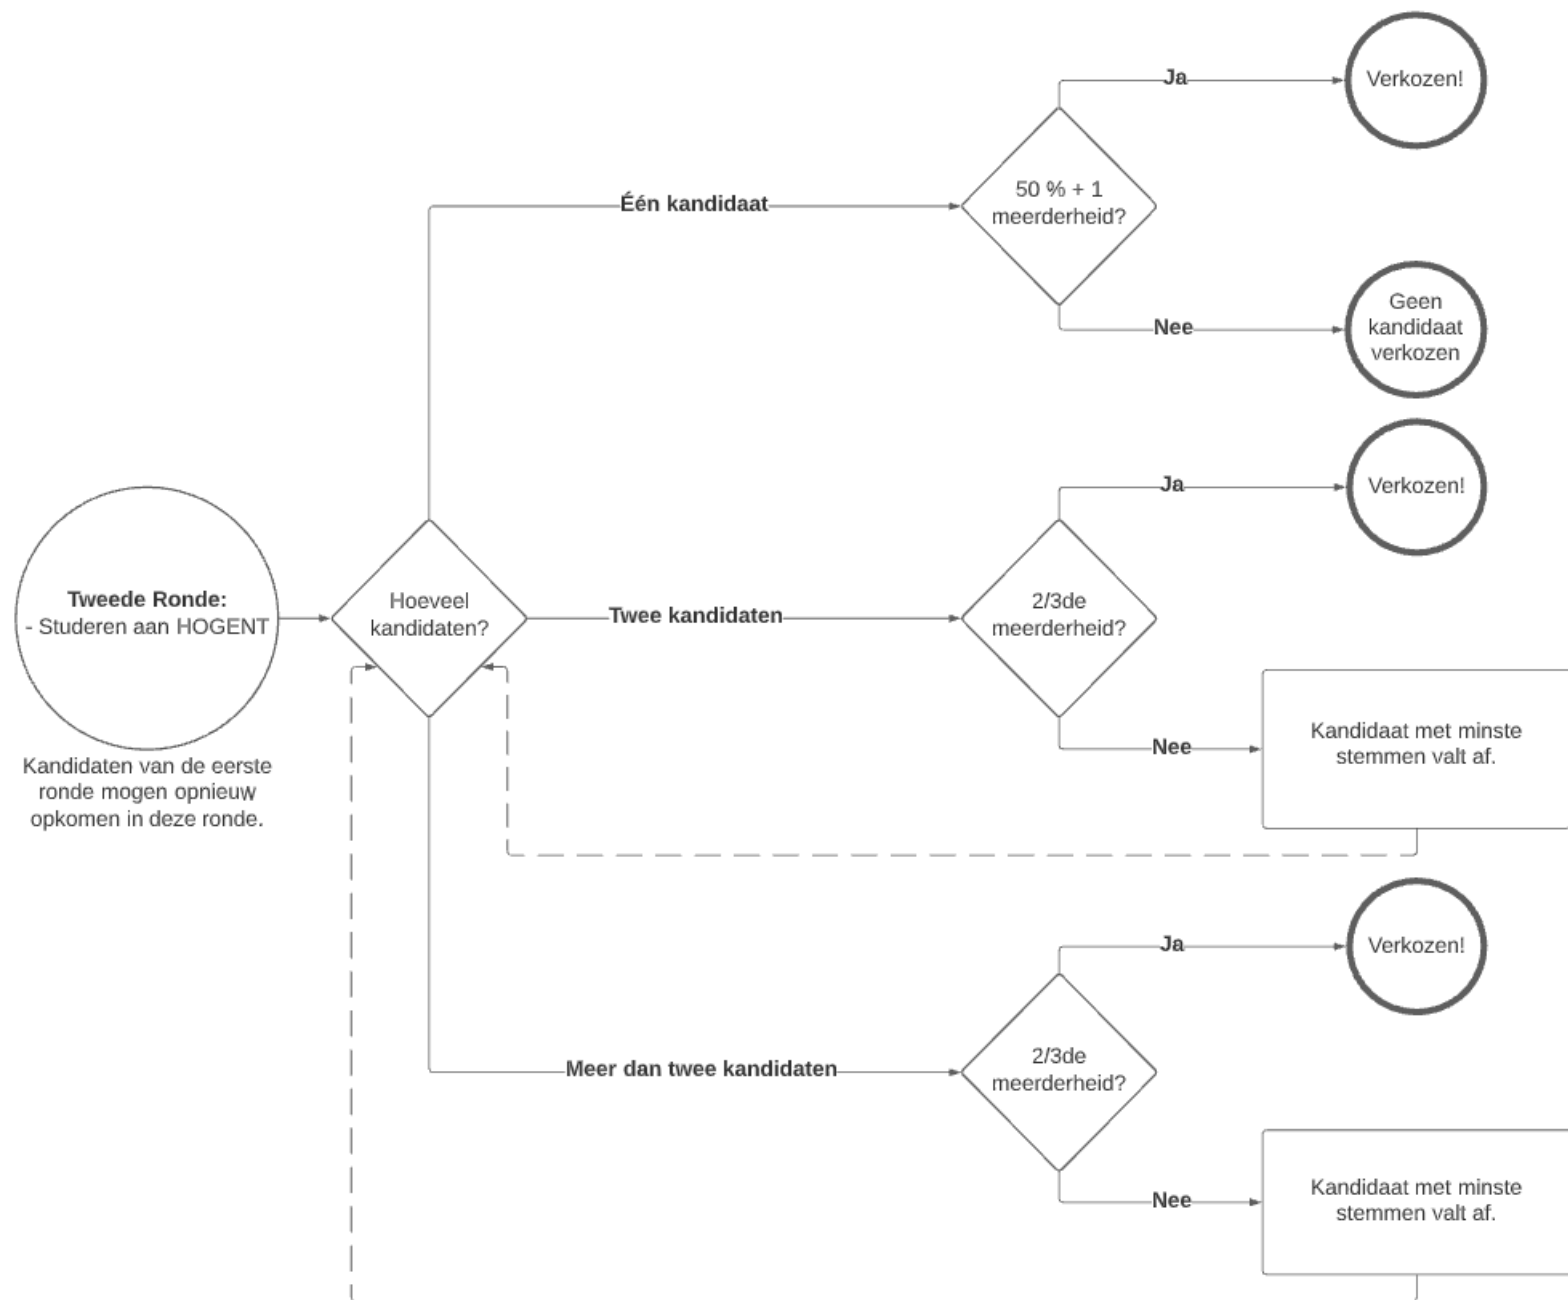 Ja
Verkozen!
50 % + 1
meerderheid?
Één kandidaat
Nee
Geen
kandidaat
verkozen
Ja
Verkozen!
Tweede Ronde:
- Studeren aan HOGENT
Hoeveel
kandidaten?
Twee kandidaten
2/3de
meerderheid?
Kandidaten van de eerste
ronde mogen opnieuw
opkomen in deze ronde.
Nee
Kandidaat met minste
stemmen valt af.
Ja
Verkozen!
Meer dan twee kandidaten
2/3de
meerderheid?
Nee
Kandidaat met minste
stemmen valt af.